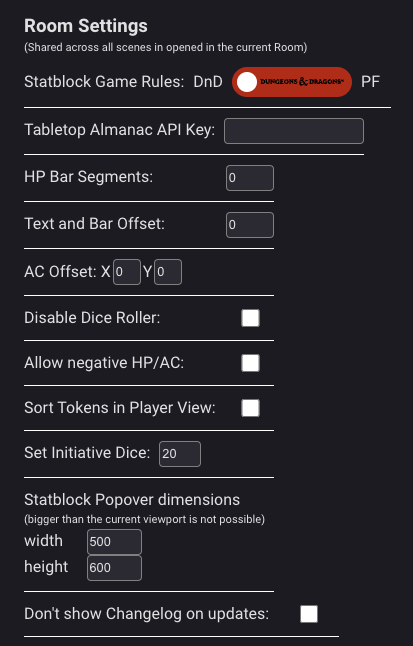 Room Settings
(Shared across all scenes in opened in the current Room)
Statblock Game Rules: DnD DUNGEONS & DRAGONS PF
Tabletop Almanac API Key:
HP Bar Segments: 0
Text and Bar Offset: 0
AC Offset: X 0 Y 0
Disable Dice Roller:
Allow negative HP/AC:
Sort Tokens in Player View:
Set Initiative Dice: 20
Statblock Popover dimensions
(bigger than the current viewport is not possible)
width 500
height 600
Don't show Changelog on updates: